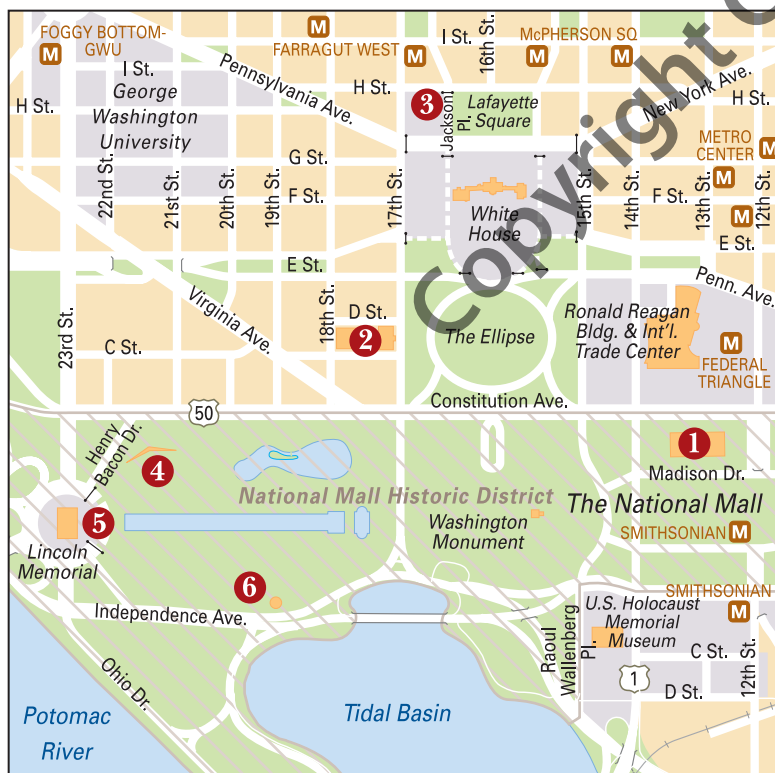 FOGGY BOTTOM-
GWU
M
M
FARRAGUT WEST
M
I St.
16th St.
McPHERSON SQ
M
M
I St.
Pennsylvania Ave.
H St.
George
Washington
University
H St.
3
Jackson
Pl.
Lafayette
Square
New York Ave.
H St.
METRO
CENTER
M
G St.
22nd St.
21st St.
20th St.
19th St.
F St.
17th St.
White
House
15th St.
14th St.
F St.
13th St.
M
12th St.
M
E St.
E St.
Penn. Ave.
Virginia Ave.
23rd St.
C St.
18th St.
D St.
2
The Ellipse
Ronald Reagan
Bldg. & Int'l.
Trade Center
M
FEDERAL
TRIANGLE
50
Constitution Ave.
Henry
Bacon Dr.
4
1
Madison Dr.
National Mall Historic District
The National Mall
5
Washington
Monument
SMITHSONIAN M
Lincoln
Memorial
6
Independence Ave.
SMITHSONIAN
M
Raoul
Wallenberg
Pl.
U.S. Holocaust
Memorial
Museum
C St.
12th St.
1
D St.
Ohio Dr.
Potomac
River
Tidal Basin
Copyright